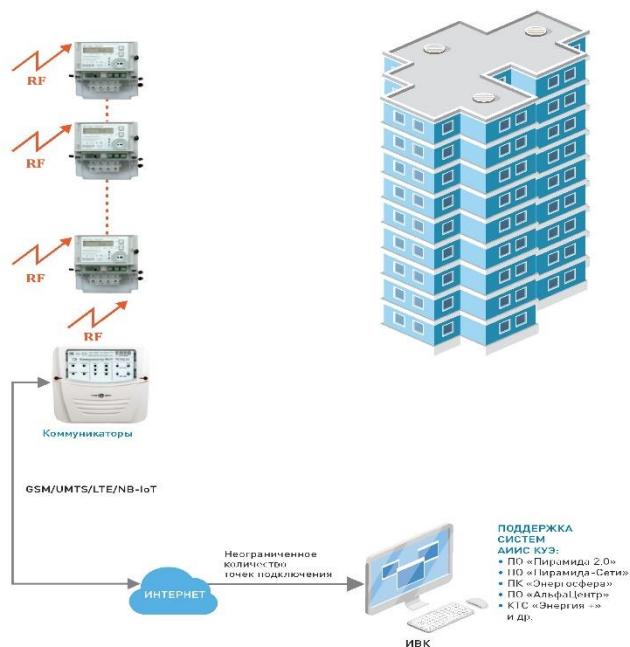 RF
RF
RF
RF
Коммуникаторы
GSM/UMTS/LTE/NB-IoT
ИНТЕРНЕТ
Неограниченное
количество
точек подключения
ИВК
ПОДДЕРЖКА
СИСТЕМ
АИИС КУЭ:
• ПО «Пирамида 2.0»
• ПО «Пирамида-Сети»
• ПК «Энергосфера»
• ПО «АльфаЦентр»
• КТС «Энергия +»
и др.